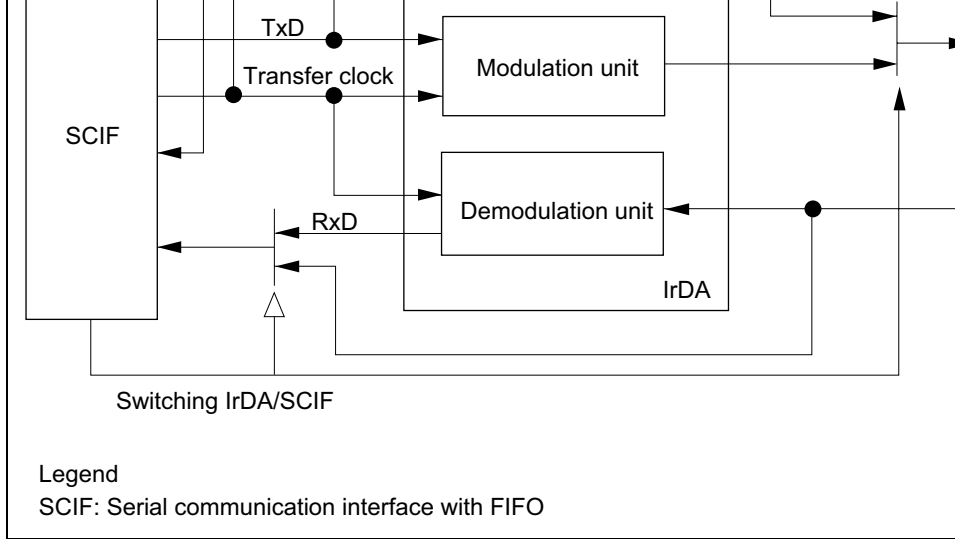 TxD
Modulation unit
Transfer clock
SCIF
Demodulation unit
RxD
IrDA
Switching IrDA/SCIF
Legend
SCIF: Serial communication interface with FIFO